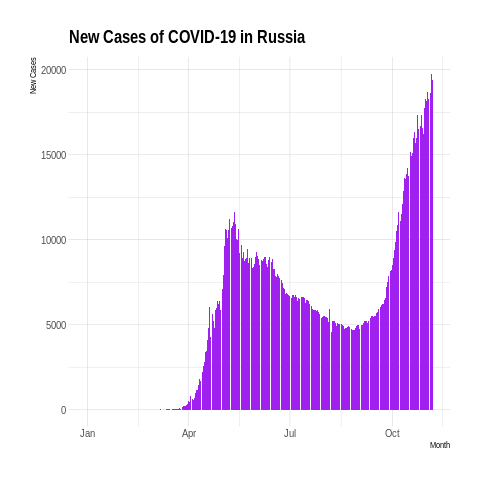 New Cases of COVID-19 in Russia
New Cases
20000
15000
10000
5000
0
Jan Apr Jul Oct
Month